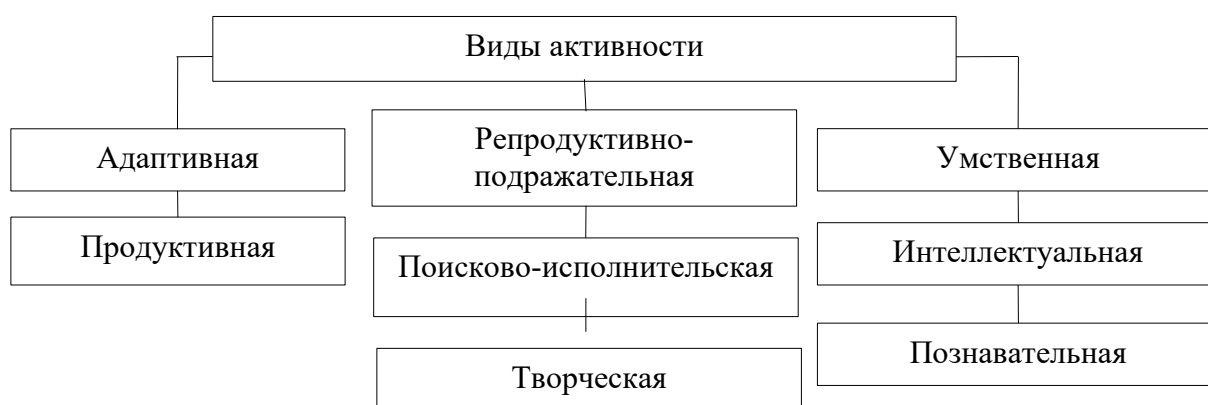 Виды активности
Адаптивная
Продуктивная
Репродуктивно-
подражательная
Поисково-исполнительская
Творческая
Умственная
Интеллектуальная
Познавательная